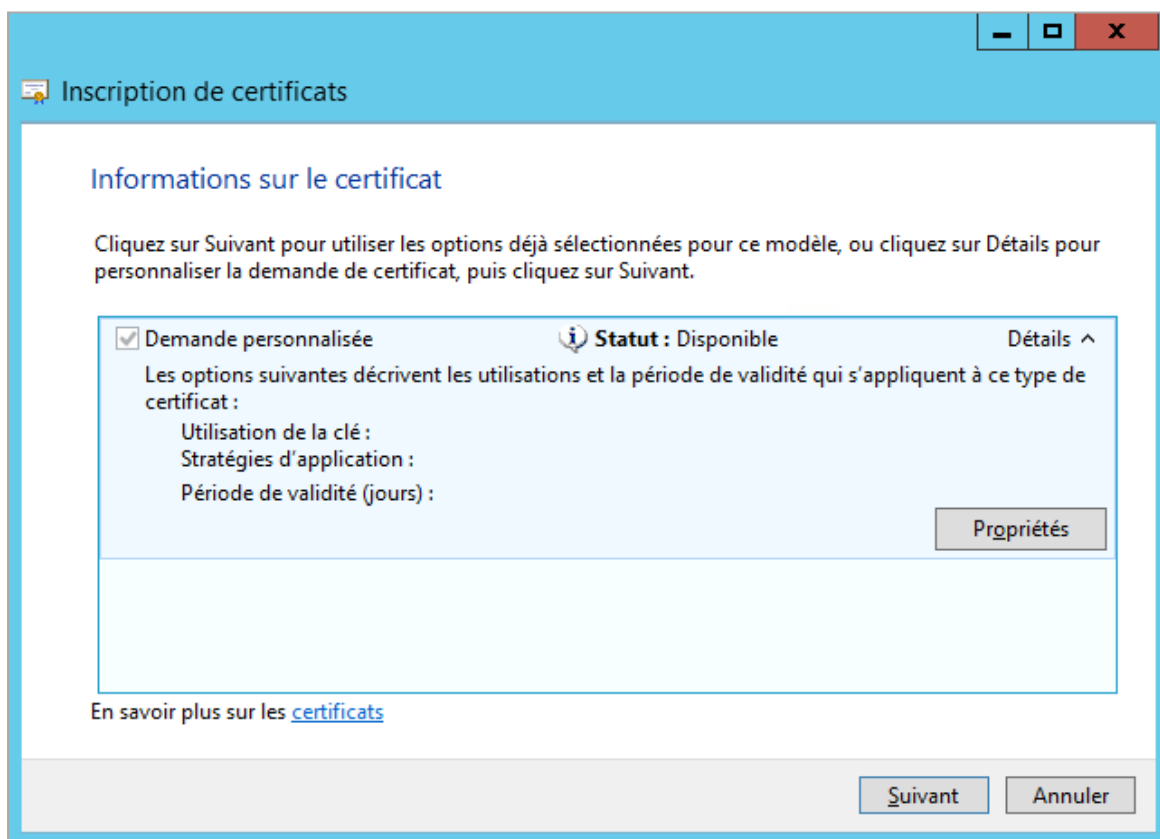 Inscription de certificats
Informations sur le certificat
Cliquez sur Suivant pour utiliser les options déjà sélectionnées pour ce modèle, ou cliquez sur Détails pour
personnaliser la demande de certificat, puis cliquez sur Suivant.
Demande personnalisée Statut : Disponible Détails
Les options suivantes décrivent les utilisations et la période de validité qui s'appliquent à ce type de
certificat :
Utilisation de la clé :
Stratégies d'application :
Période de validité (jours) :
Propriétés
En savoir plus sur les certificats
Suivant Annuler